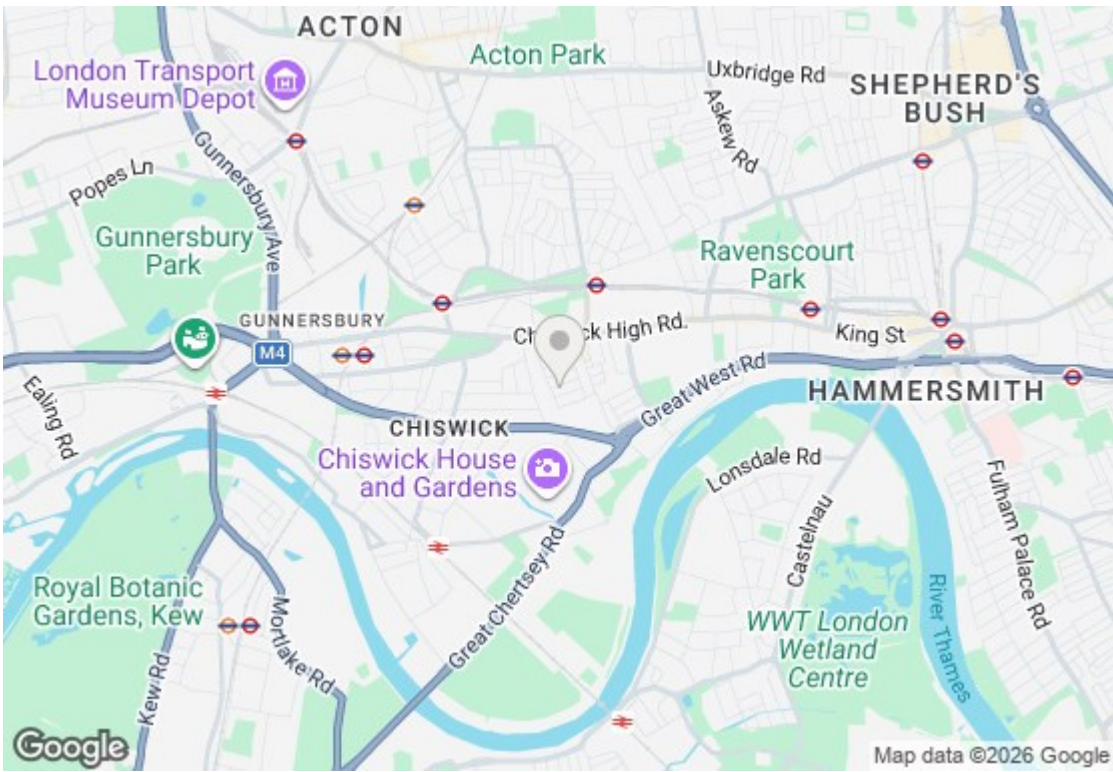 ACTON
Acton Park
London Transport
Museum Depot
Uxbridge Rd
SHEPHERD'S
BUSH
Askew Rd
Popes Ln
Gunnersbury Ave
Gunnersbury
Park
Ravenscourt
Park
GUNNERSBURY
Ch
ck High Rd.
King St
M4
Great West Rd
Ealing Rd
HAMMERSMITH
CHISWICK
Chiswick House
and Gardens
Lonsdale Rd
Fulham Palace Rd
Castelnau
Great Chertsey Rd
Royal Botanic
Gardens, Kew
Mortlake Rd
River Thames
WWT London
Wetland
Centre
Kew Rd
Google
Map data ©2026 Google